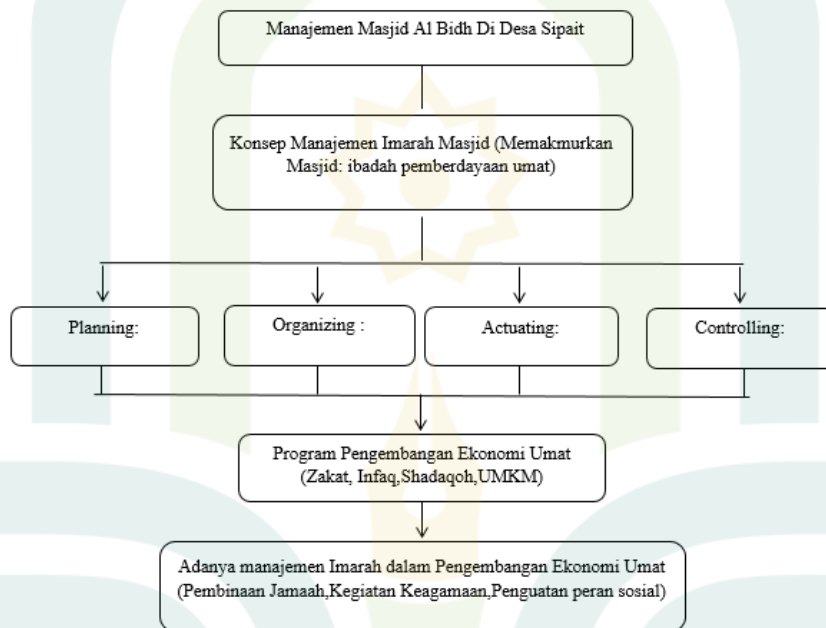 Manajemen Masjid Al Bidh Di Desa Sipait
Konsep Manajemen Imarah Masjid (Memakmurkan
Masjid: ibadah pemberdayaan umat)
Planning:
Organizing :
Actuating:
Controlling:
Program Pengembangan Ekonomi Umat
(Zakat, Infaq,Shadaqoh,UMKM)
Adanya manajemen Imarah dalam Pengembangan Ekonomi Umat
(Pembinaan Jamaah,Kegiatan Keagamaan,Penguatan peran sosial)